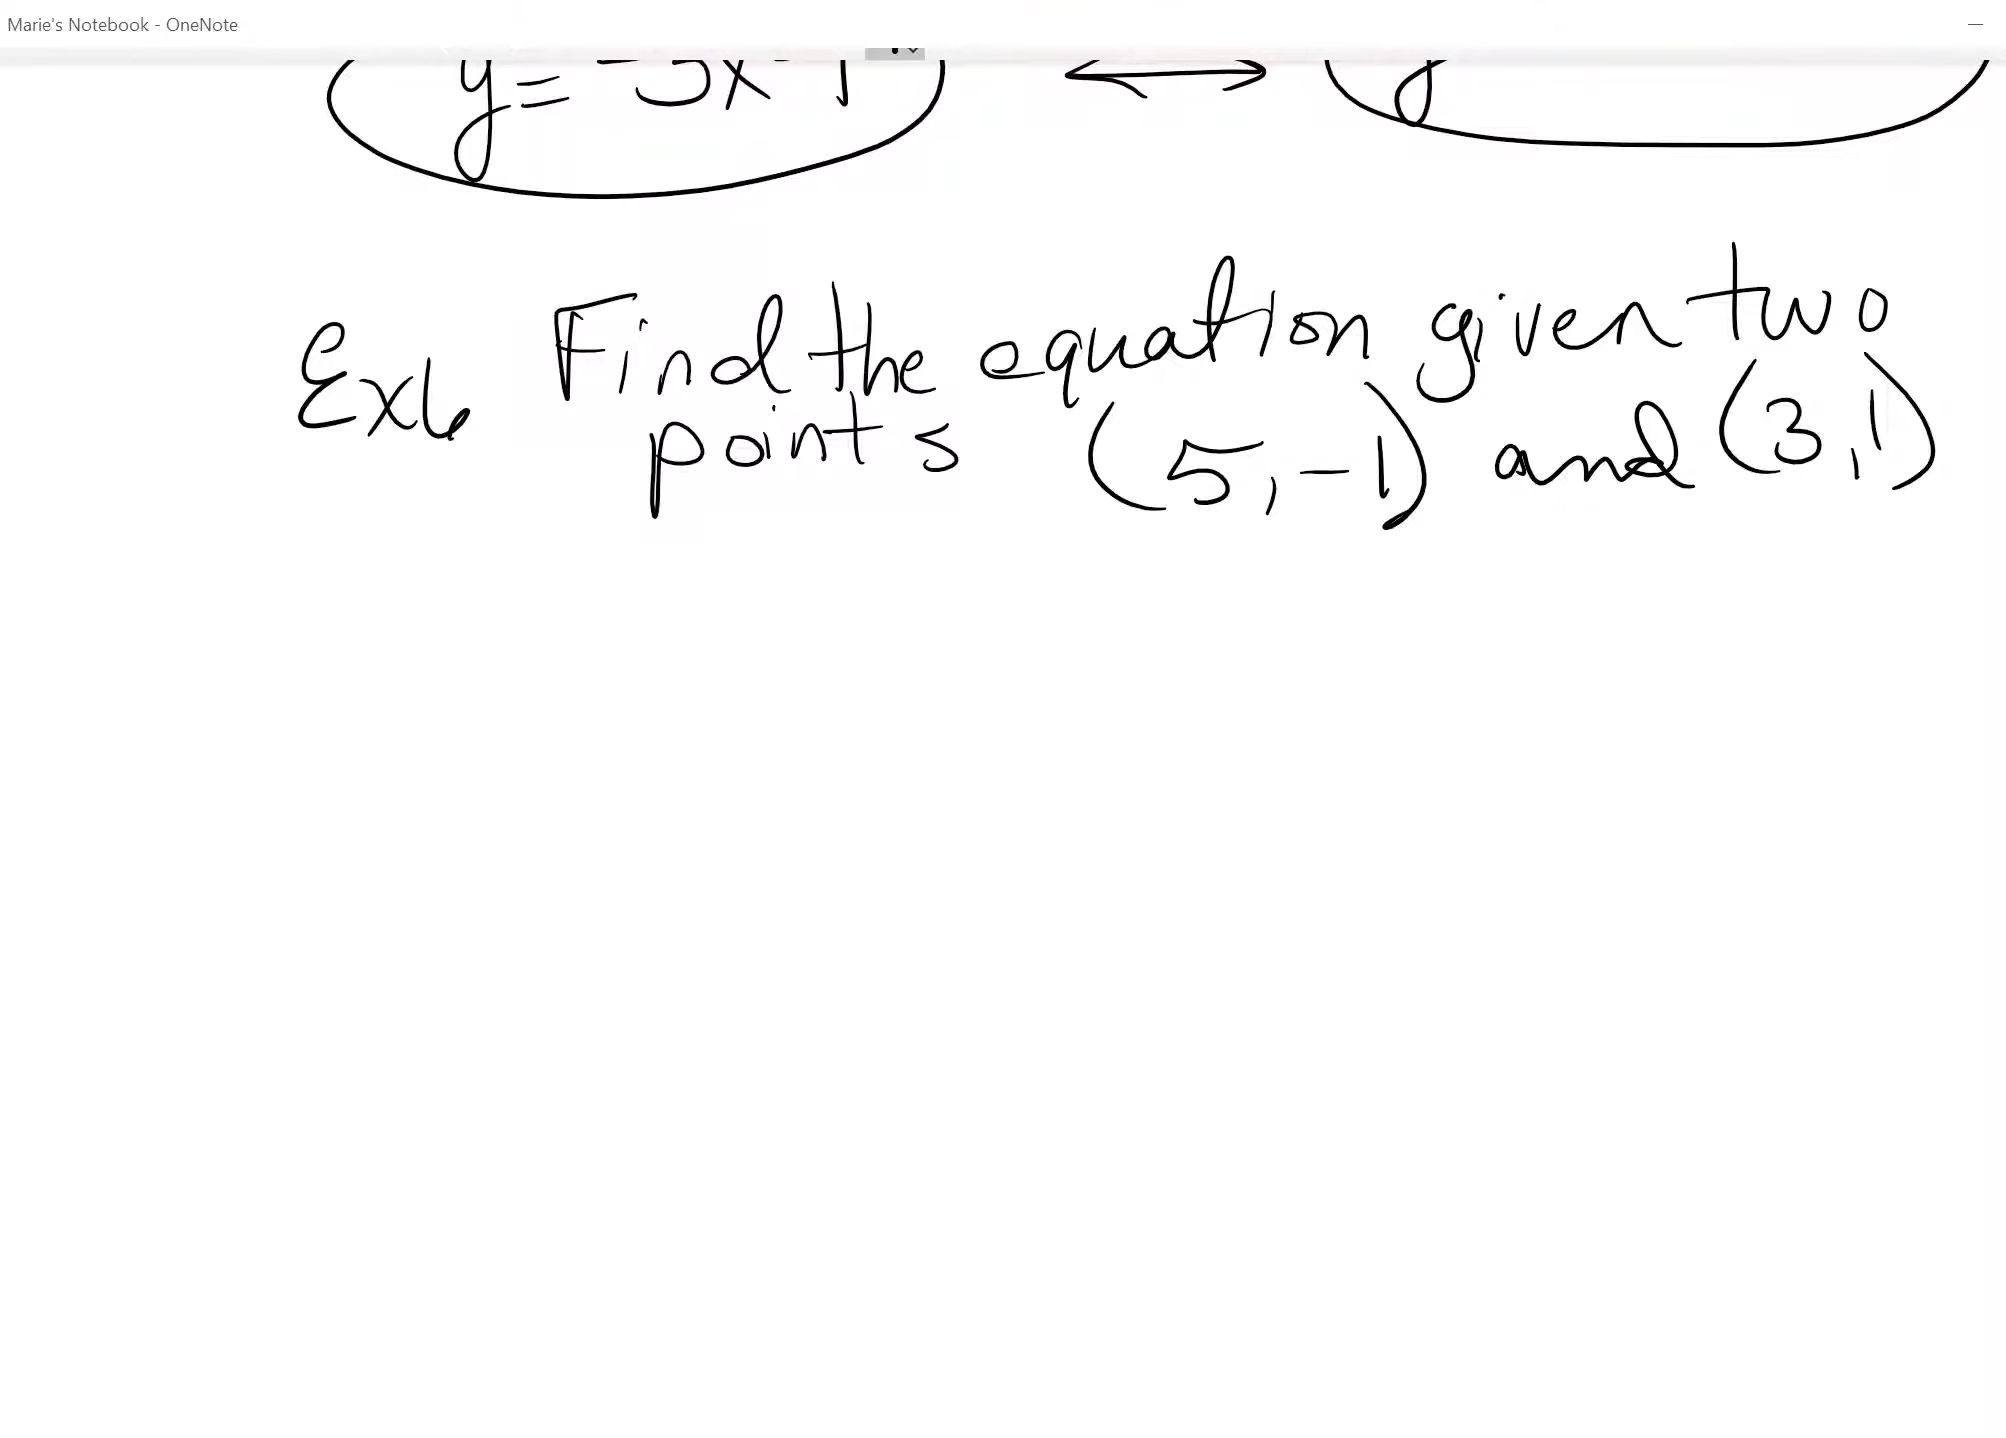 Marie's Notebook - OneNote
y =
Ex6 Find the equation given two
points (5,-1) and (3,1)